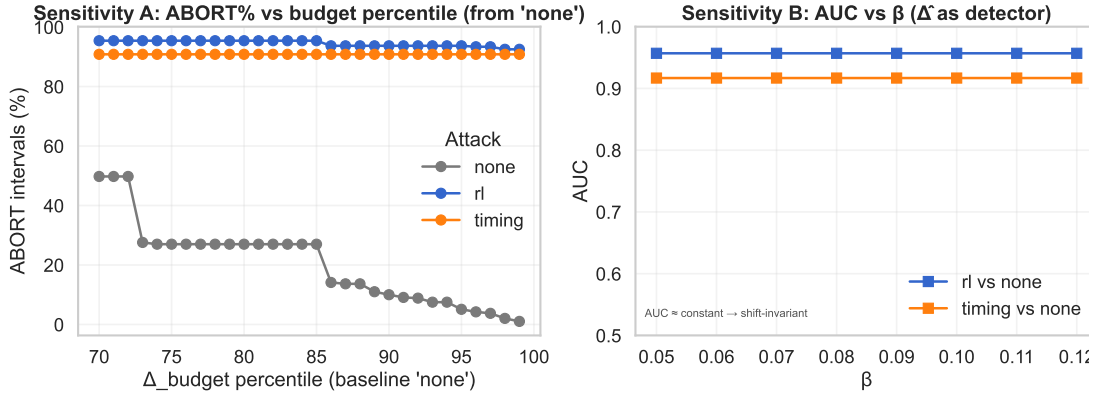 Sensitivity A: ABORT% vs budget percentile (from 'none')
100
80
60
40
20
0
ABORT intervals (%)
Attack
none
rl
timing
70 75 80 85 90 95 100
Δ_budget percentile (baseline 'none')
Sensitivity B: AUC vs β (Δ̂ as detector)
1.0
0.9
0.8
0.7
0.6
0.5
AUC
rl vs none
timing vs none
AUC ≈ constant → shift-invariant
0.05 0.06 0.07 0.08 0.09 0.10 0.11 0.12
β